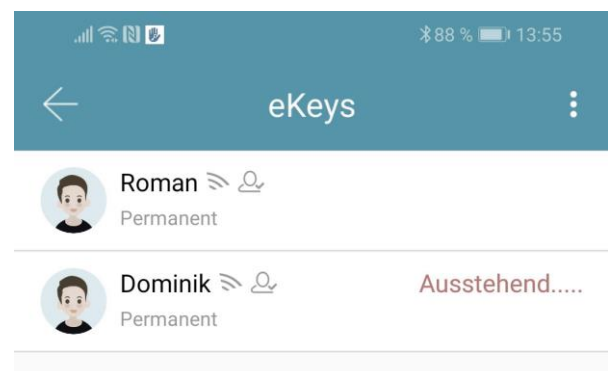 88 % 13:55
eKeys
Roman
Permanent
Dominik Ausstehend.....
Permanent